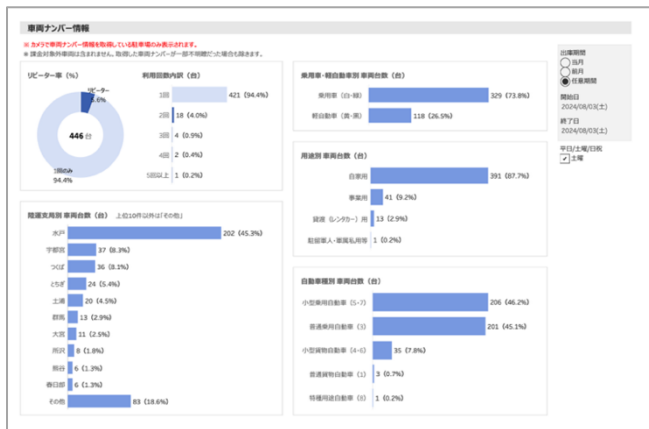 車両ナンバー情報
※ カメラで車両ナンバー情報を取得している駐車場のみ表示されます。
※ 課金対象外車両は含まれません。取得した車両ナンバーが一部不明瞭だった場合も除きます。
リピーター率（%）
リピーター
5.6%
446 台
1回のみ
94.4%
利用回数内訳（台）
1回 421 (94.4%)
2回 18 (4.0%)
3回 4 (0.9%)
4回 2 (0.4%)
5回以上 1 (0.2%)
陸運支局別 車両台数（台） 上位10件以外は「その他」
水戸 202 (45.3%)
宇都宮 37 (8.3%)
つくば 36 (8.1%)
とちぎ 24 (5.4%)
土浦 20 (4.5%)
群馬 13 (2.9%)
大宮 11 (2.5%)
所沢 8 (1.8%)
熊谷 6 (1.3%)
春日部 6 (1.3%)
その他 83 (18.6%)
乗用車・軽自動車別 車両台数（台）
乗用車（白・緑） 329 (73.8%)
軽自動車（黄・黒） 118 (26.5%)
用途別 車両台数（台）
自家用 391 (87.7%)
事業用 41 (9.2%)
貸渡（レンタカー）用 13 (2.9%)
駐留軍人・軍属私用等 1 (0.2%)
自動車種別 車両台数（台）
小型乗用自動車（5・7） 206 (46.2%)
普通乗用自動車（3） 201 (45.1%)
小型貨物自動車（4・6） 35 (7.8%)
普通貨物自動車（1） 3 (0.7%)
特種用途自動車（8） 1 (0.2%)
出庫期間
当月
前月
任意期間
開始日
2024/08/03(土)
終了日
2024/08/03(土)
平日/土曜/日祝
土曜